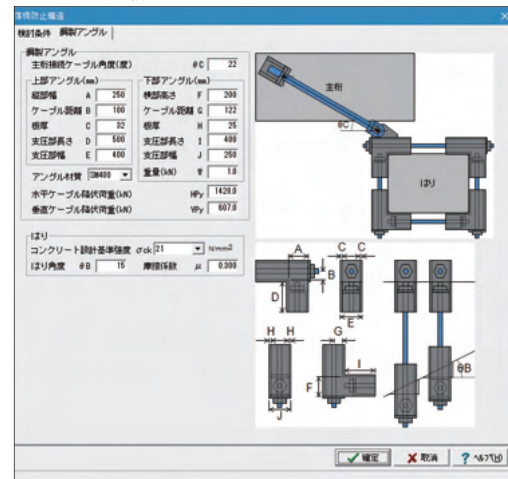 落橋防止構造
検討条件 鋼製アングル
鋼製アングル
主桁接続ケーブル角度(度) θC 22
上部アングル(mm) 下部アングル(mm)
縦部幅 A 250 横部高さ F 200
ケーブル距離 B 100 ケーブル距離 G 122
板厚 C 32 板厚 H 25
支圧部長さ D 500 支圧部長さ I 400
支圧部幅 E 400 支圧部幅 J 250
アングル材質 SM400 重量(kN) W 1.0
水平ケーブル降伏荷重(kN) HPy 1428.0
垂直ケーブル降伏荷重(kN) VPy 607.0
はり
コンクリート設計基準強度 σck 21 N/mm2
はり角度 θB 15 摩擦係数 μ 0.300
主桁
θC
はり
A C C
B
D
E
H H G
I
F
J
θB
確定 取消 ? ヘルプ(H)